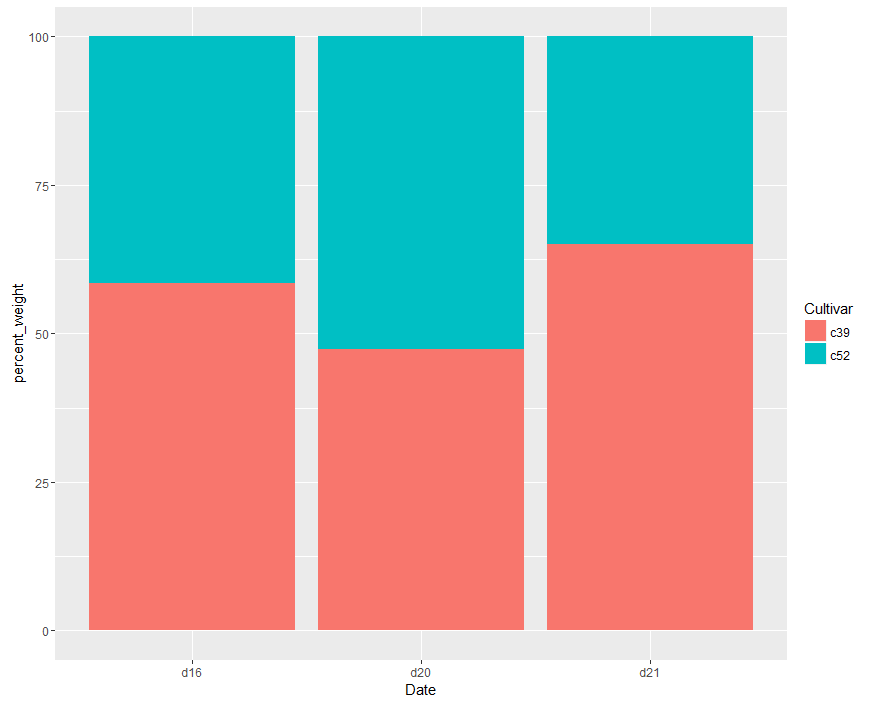 100
75
50
25
0
percent_weight
d16
d20
d21
Date
Cultivar
c39
c52